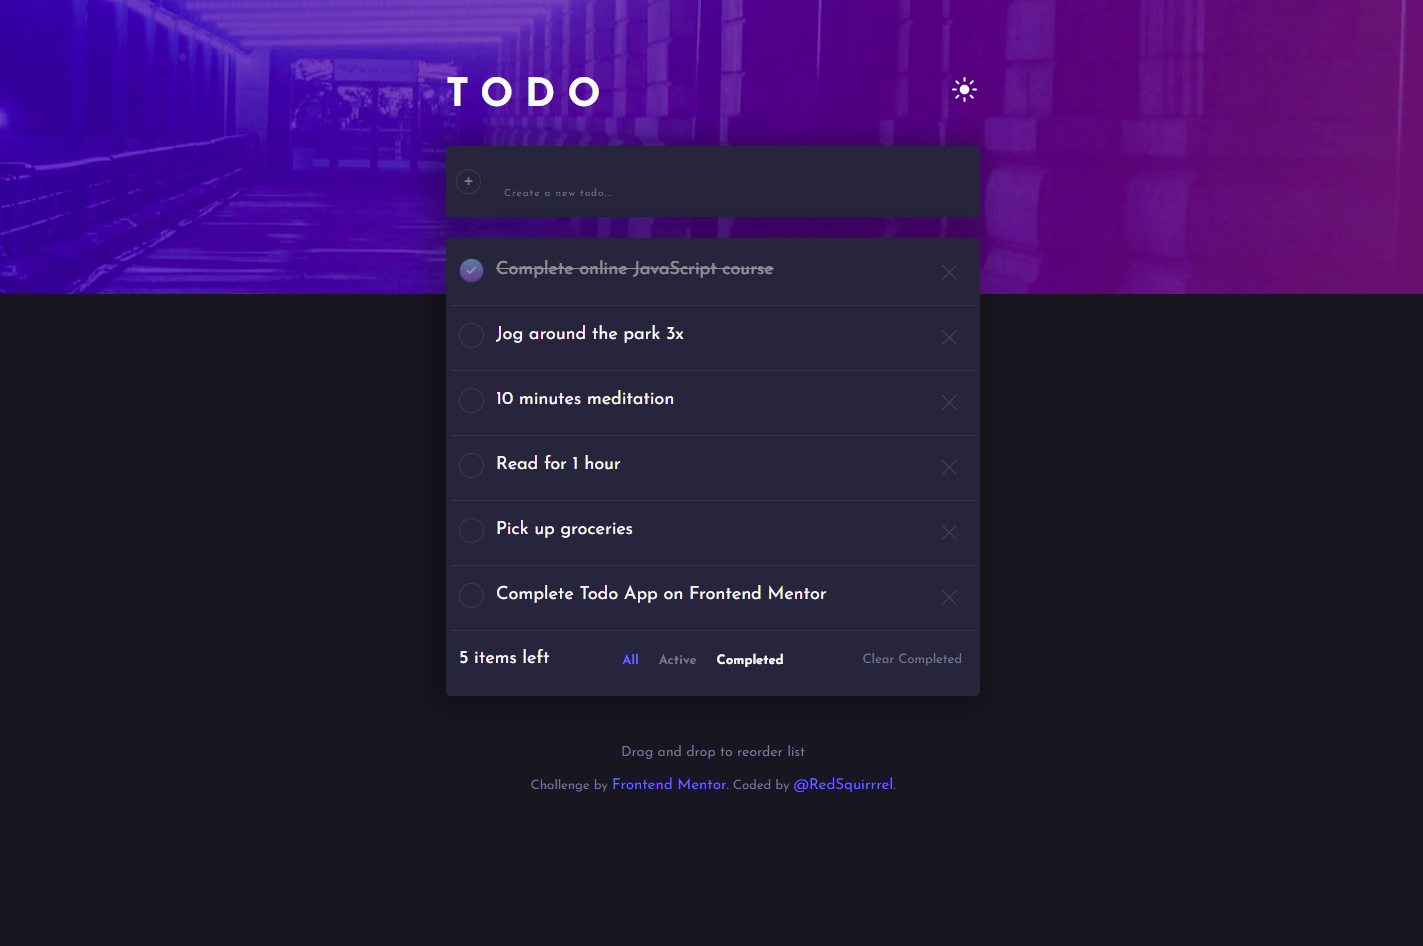 TODO
Create a new todo...
Complete online JavaScript course
Jog around the park 3x
10 minutes meditation
Read for 1 hour
Pick up groceries
Complete Todo App on Frontend Mentor
5 items left All Active Completed Clear Completed
Drag and drop to reorder list
Challenge by Frontend Mentor. Coded by @RedSquirrrel.